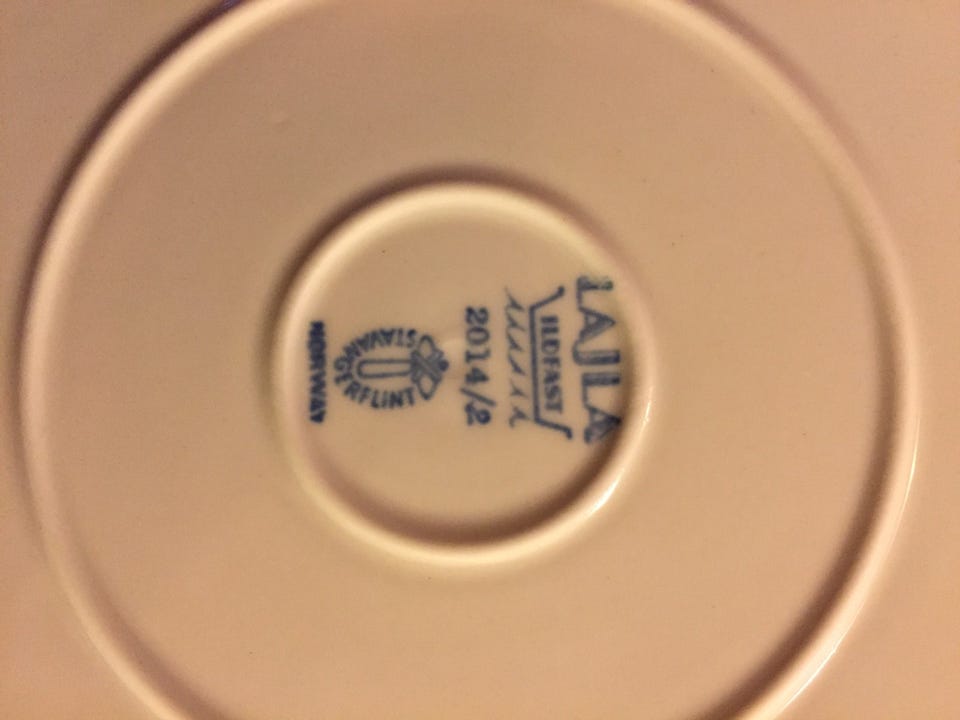 LAJLA
ILDFAST
2014/2
STAVANGERFLINT
NORWAY